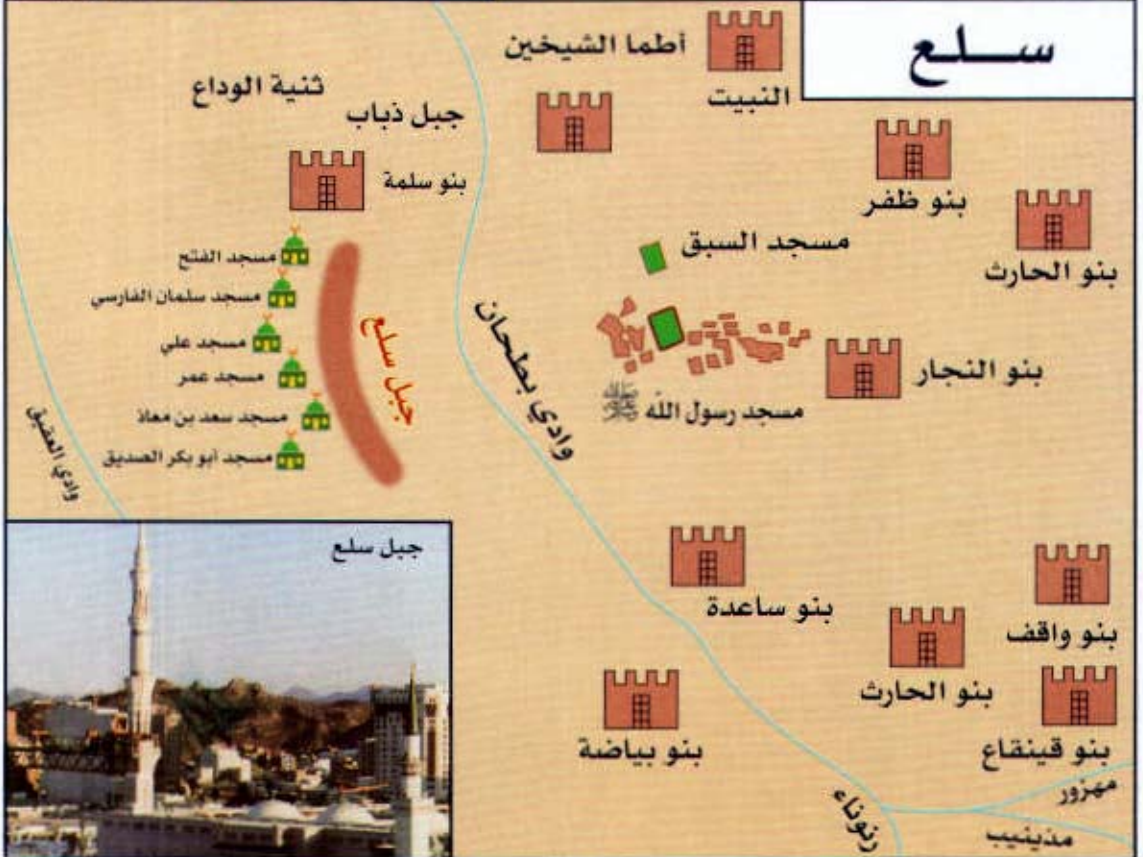 سلع
أطما الشيخين
النبيت
ثنية الوداع
جبل ذباب
بنو سلمة
بنو ظفر
بنو الحارث
مسجد السبق
مسجد الفتح
مسجد سلمان الفارسي
مسجد علي
مسجد عمر
مسجد سعد بن معاذ
مسجد أبو بكر الصديق
جبل سلع
وادي بطحان
وادي العقيق
بنو النجار
مسجد رسول الله ﷺ
جبل سلع
بنو ساعدة
بنو واقف
بنو الحارث
بنو بياضة
بنو قينقاع
مهزور
مذينيب
رنوناء